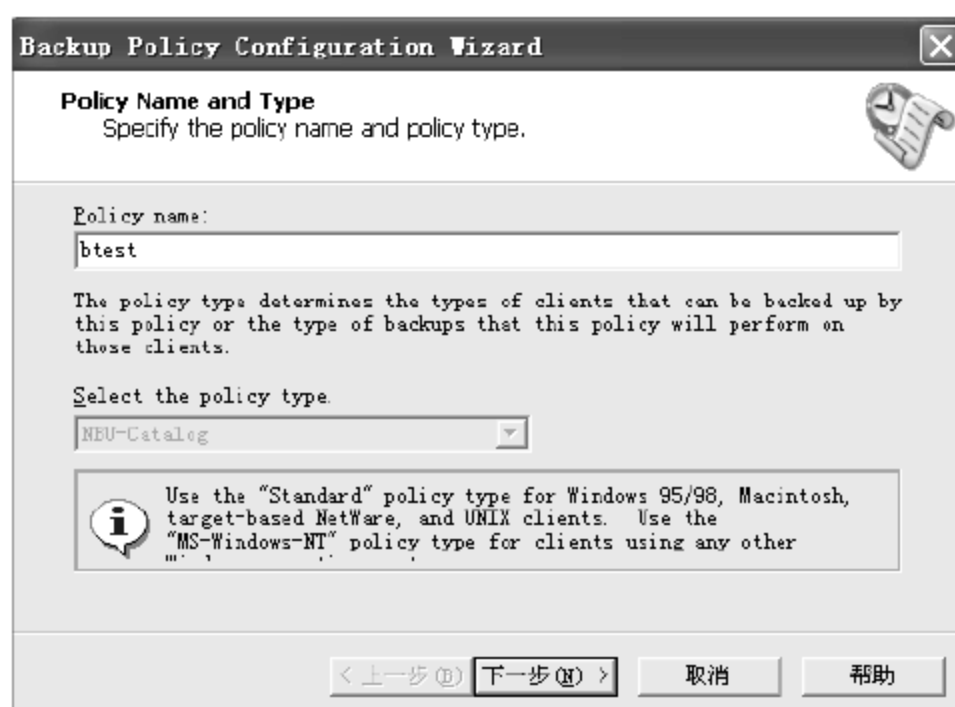 Backup Policy Configuration Wizard
Policy Name and Type
Specify the policy name and policy type.
Policy name:
btest
The policy type determines the types of clients that can be backed up by
this policy or the type of backups that this policy will perform on
those clients.
Select the policy type.
NBU-Catalog
Use the "Standard" policy type for Windows 95/98, Macintosh,
target-based NetWare, and UNIX clients. Use the
"MS-Windows-NT" policy type for clients using any other
< 上一步(B) 下一步(N) > 取消 帮助